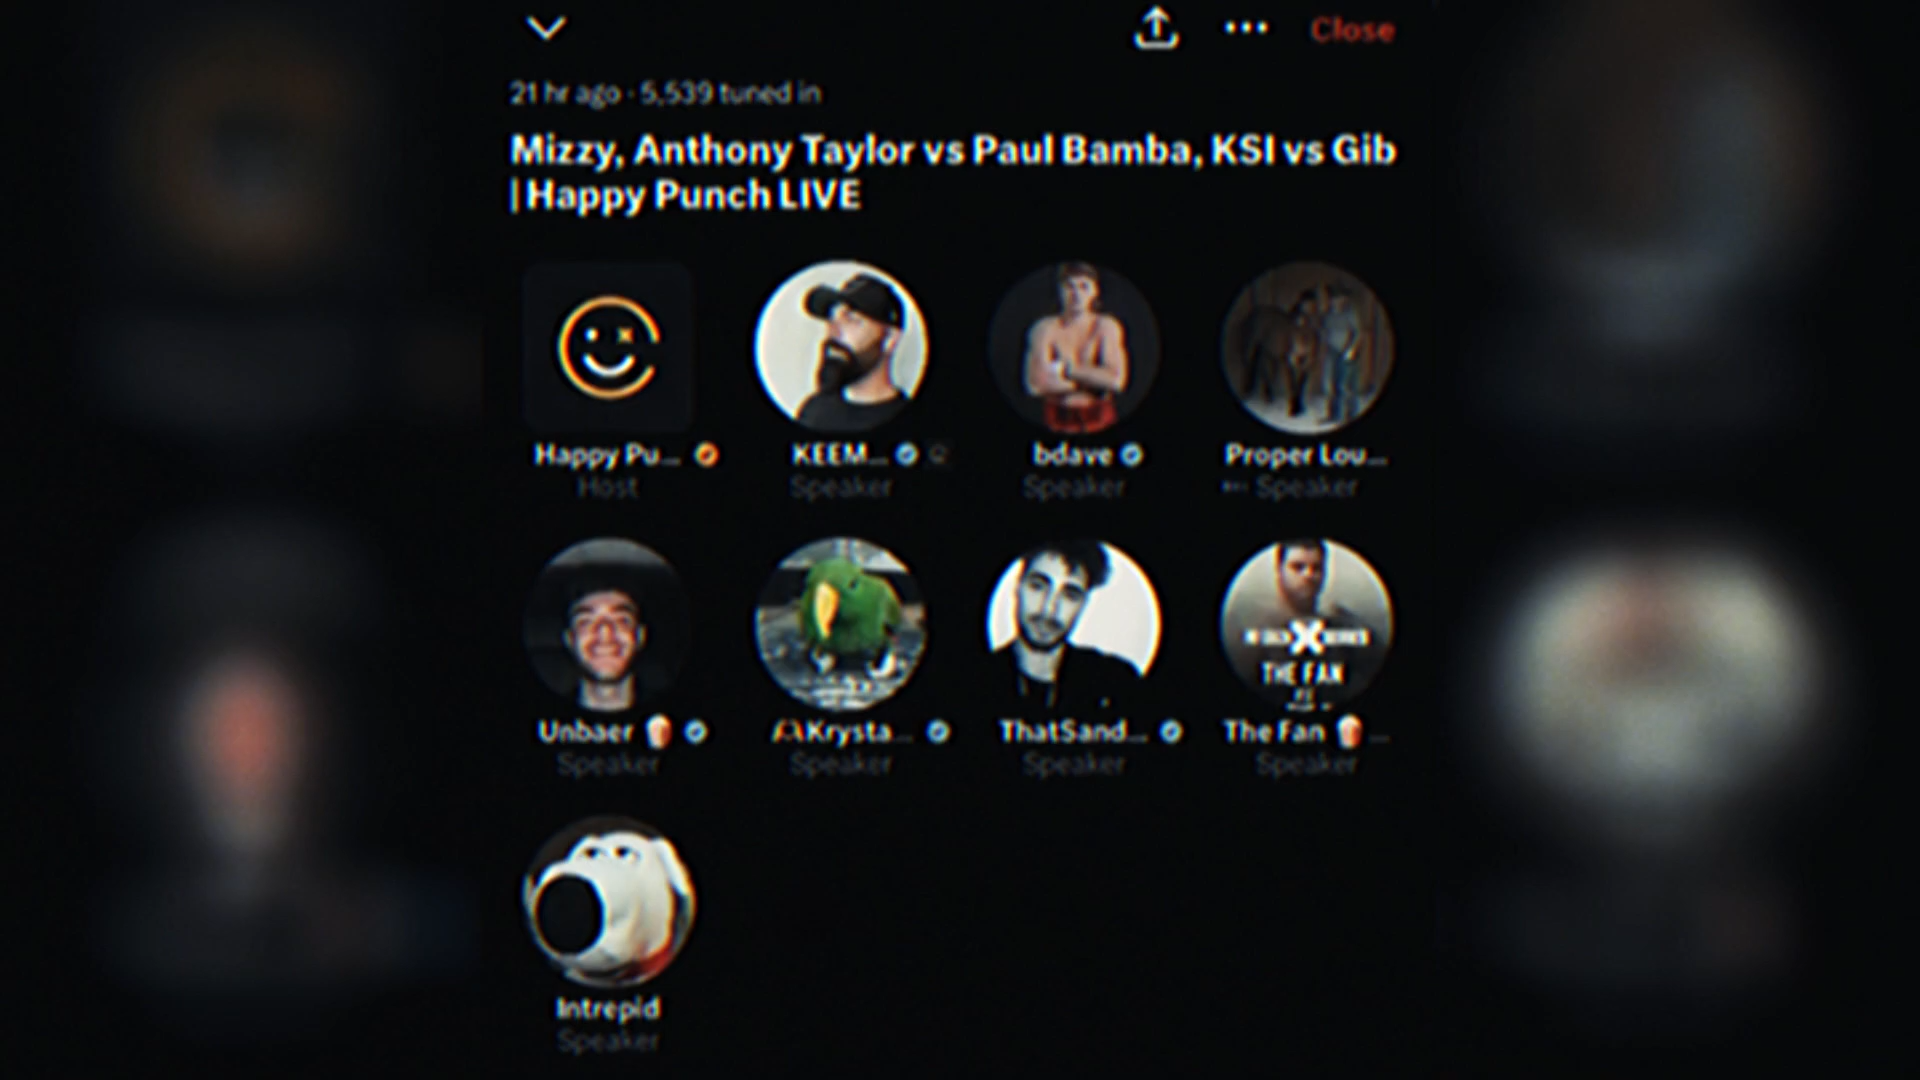 Close
21 hr ago · 5,539 tuned in
Mizzy, Anthony Taylor vs Paul Bamba, KSI vs Gib
| Happy Punch LIVE
Happy Pu... KEEM... bdave Proper Lou...
Host Speaker Speaker Speaker
THE FAN
Unbaer Krysta... ThatSand... The Fan ...
Speaker Speaker Speaker Speaker
Intrepid
Speaker